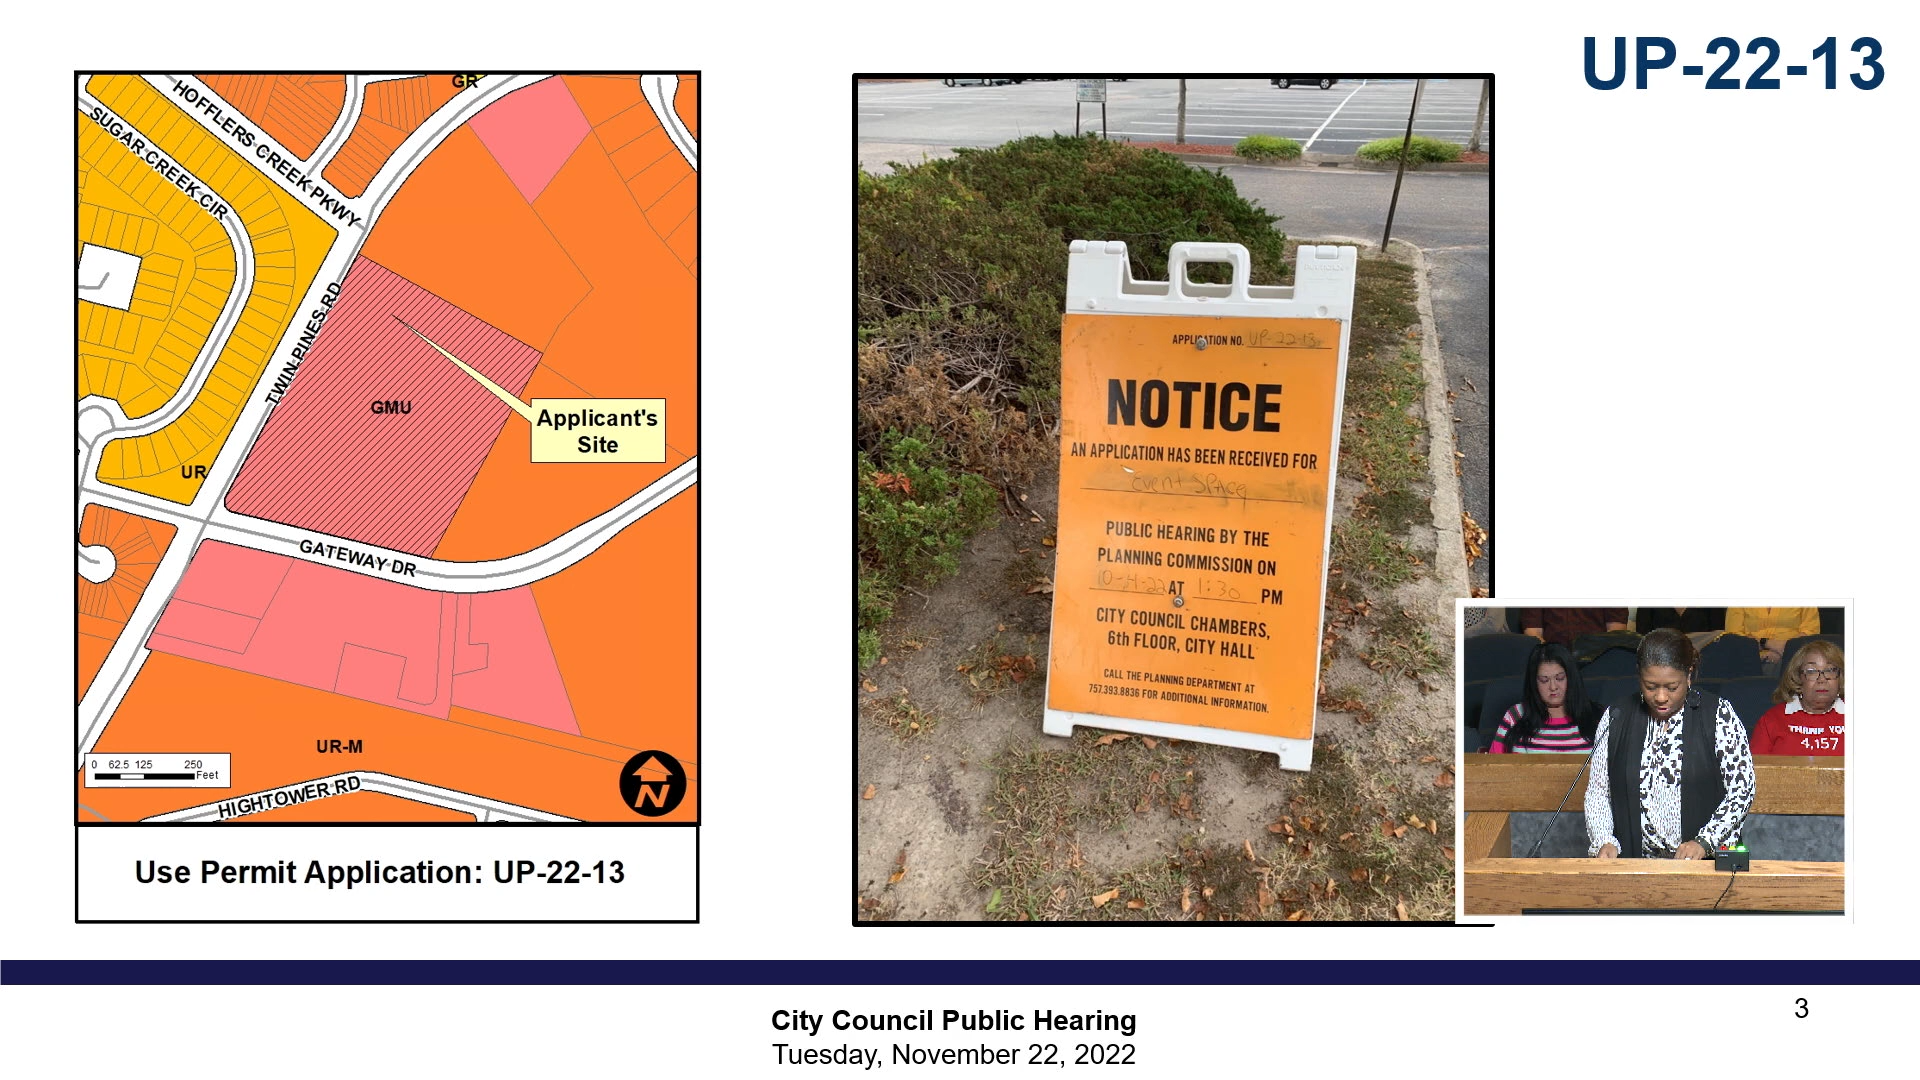 UP-22-13
GR
HOFFLERS CREEK PKWY
SUGAR CREEK CIR
TWIN PINES RD
GMU
Applicant's
Site
UR
GATEWAY DR
UR-M
0 62.5 125 250
Feet
HIGHTOWER RD
N
Use Permit Application: UP-22-13
APPLICATION NO. UP-22-13
NOTICE
AN APPLICATION HAS BEEN RECEIVED FOR
Event Space
PUBLIC HEARING BY THE
PLANNING COMMISSION ON
AT 1:30 PM
CITY COUNCIL CHAMBERS,
6th FLOOR, CITY HALL
CALL THE PLANNING DEPARTMENT AT
757.393.8836 FOR ADDITIONAL INFORMATION.
THANK YOU
4,157
City Council Public Hearing
Tuesday, November 22, 2022
3